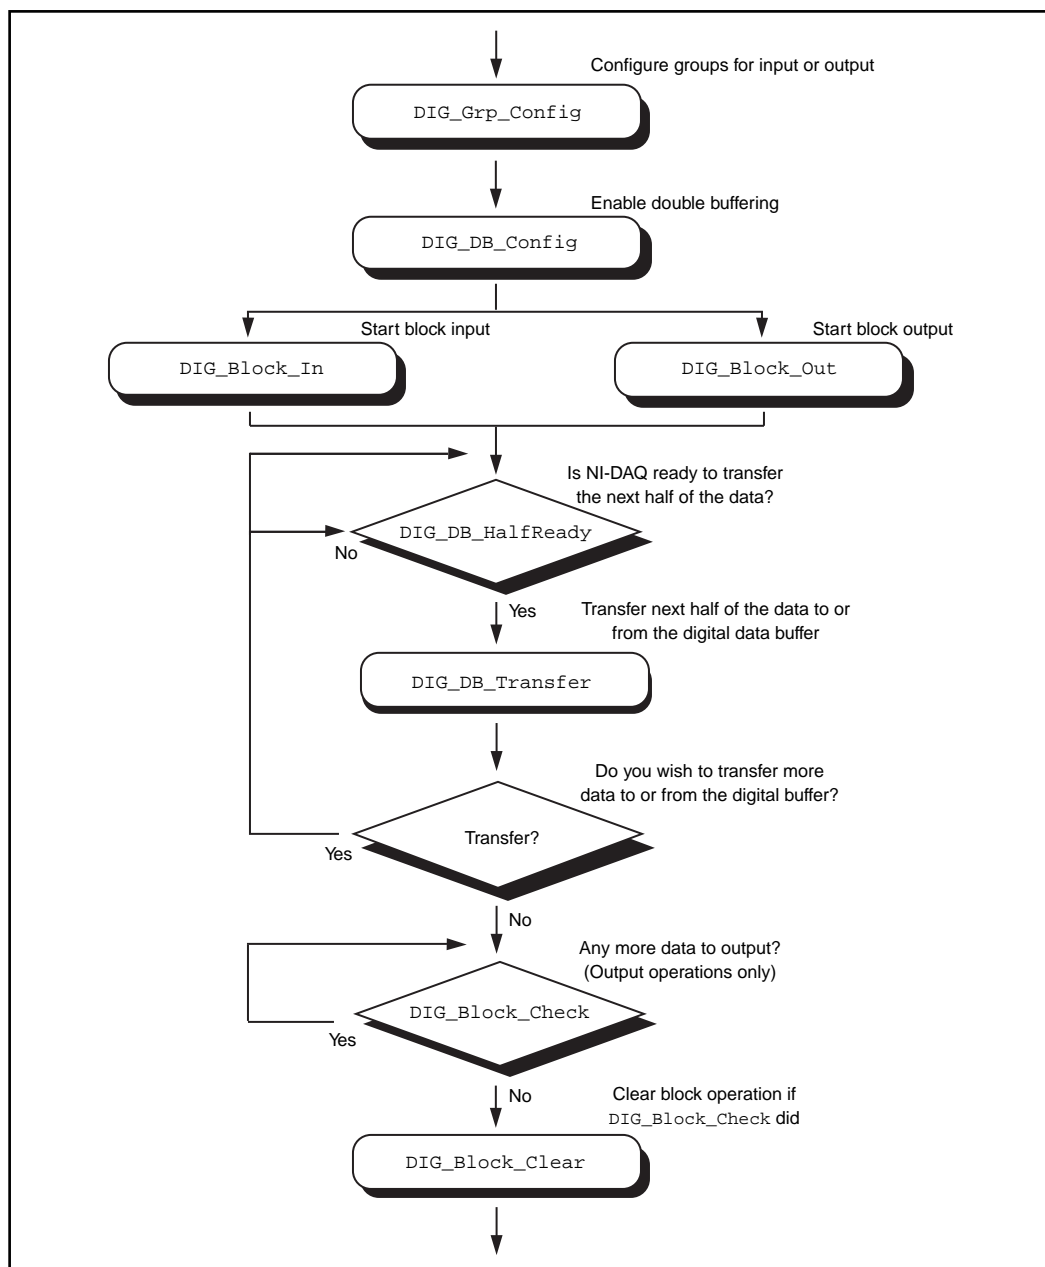 Configure groups for input or output
DIG_Grp_Config
Enable double buffering
DIG_DB_Config
Start block input
Start block output
DIG_Block_In
DIG_Block_Out
Is NI-DAQ ready to transfer
the next half of the data?
DIG_DB_HalfReady
No
Yes
Transfer next half of the data to or
from the digital data buffer
DIG_DB_Transfer
Do you wish to transfer more
data to or from the digital buffer?
Transfer?
Yes
No
Any more data to output?
(Output operations only)
DIG_Block_Check
Yes
No
Clear block operation if
DIG_Block_Check did
DIG_Block_Clear